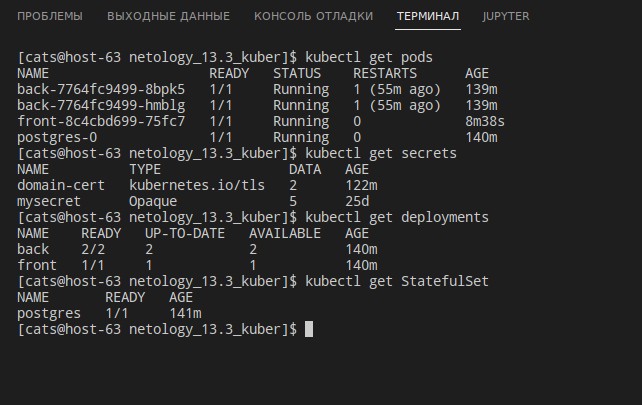 ПРОБЛЕМЫ ВЫХОДНЫЕ ДАННЫЕ КОНСОЛЬ ОТЛАДКИ ТЕРМИНАЛ JUPYTER
[cats@host-63 netology_13.3_kuber]$ kubectl get pods
NAME READY STATUS RESTARTS AGE
back-7764fc9499-8bpk5 1/1 Running 1 (55m ago) 139m
back-7764fc9499-hmblg 1/1 Running 1 (55m ago) 139m
front-8c4cbd699-75fc7 1/1 Running 0 8m38s
postgres-0 1/1 Running 0 140m
[cats@host-63 netology_13.3_kuber]$ kubectl get secrets
NAME TYPE DATA AGE
domain-cert kubernetes.io/tls 2 122m
mysecret Opaque 5 25d
[cats@host-63 netology_13.3_kuber]$ kubectl get deployments
NAME READY UP-TO-DATE AVAILABLE AGE
back 2/2 2 2 140m
front 1/1 1 1 140m
[cats@host-63 netology_13.3_kuber]$ kubectl get StatefulSet
NAME READY AGE
postgres 1/1 141m
[cats@host-63 netology_13.3_kuber]$